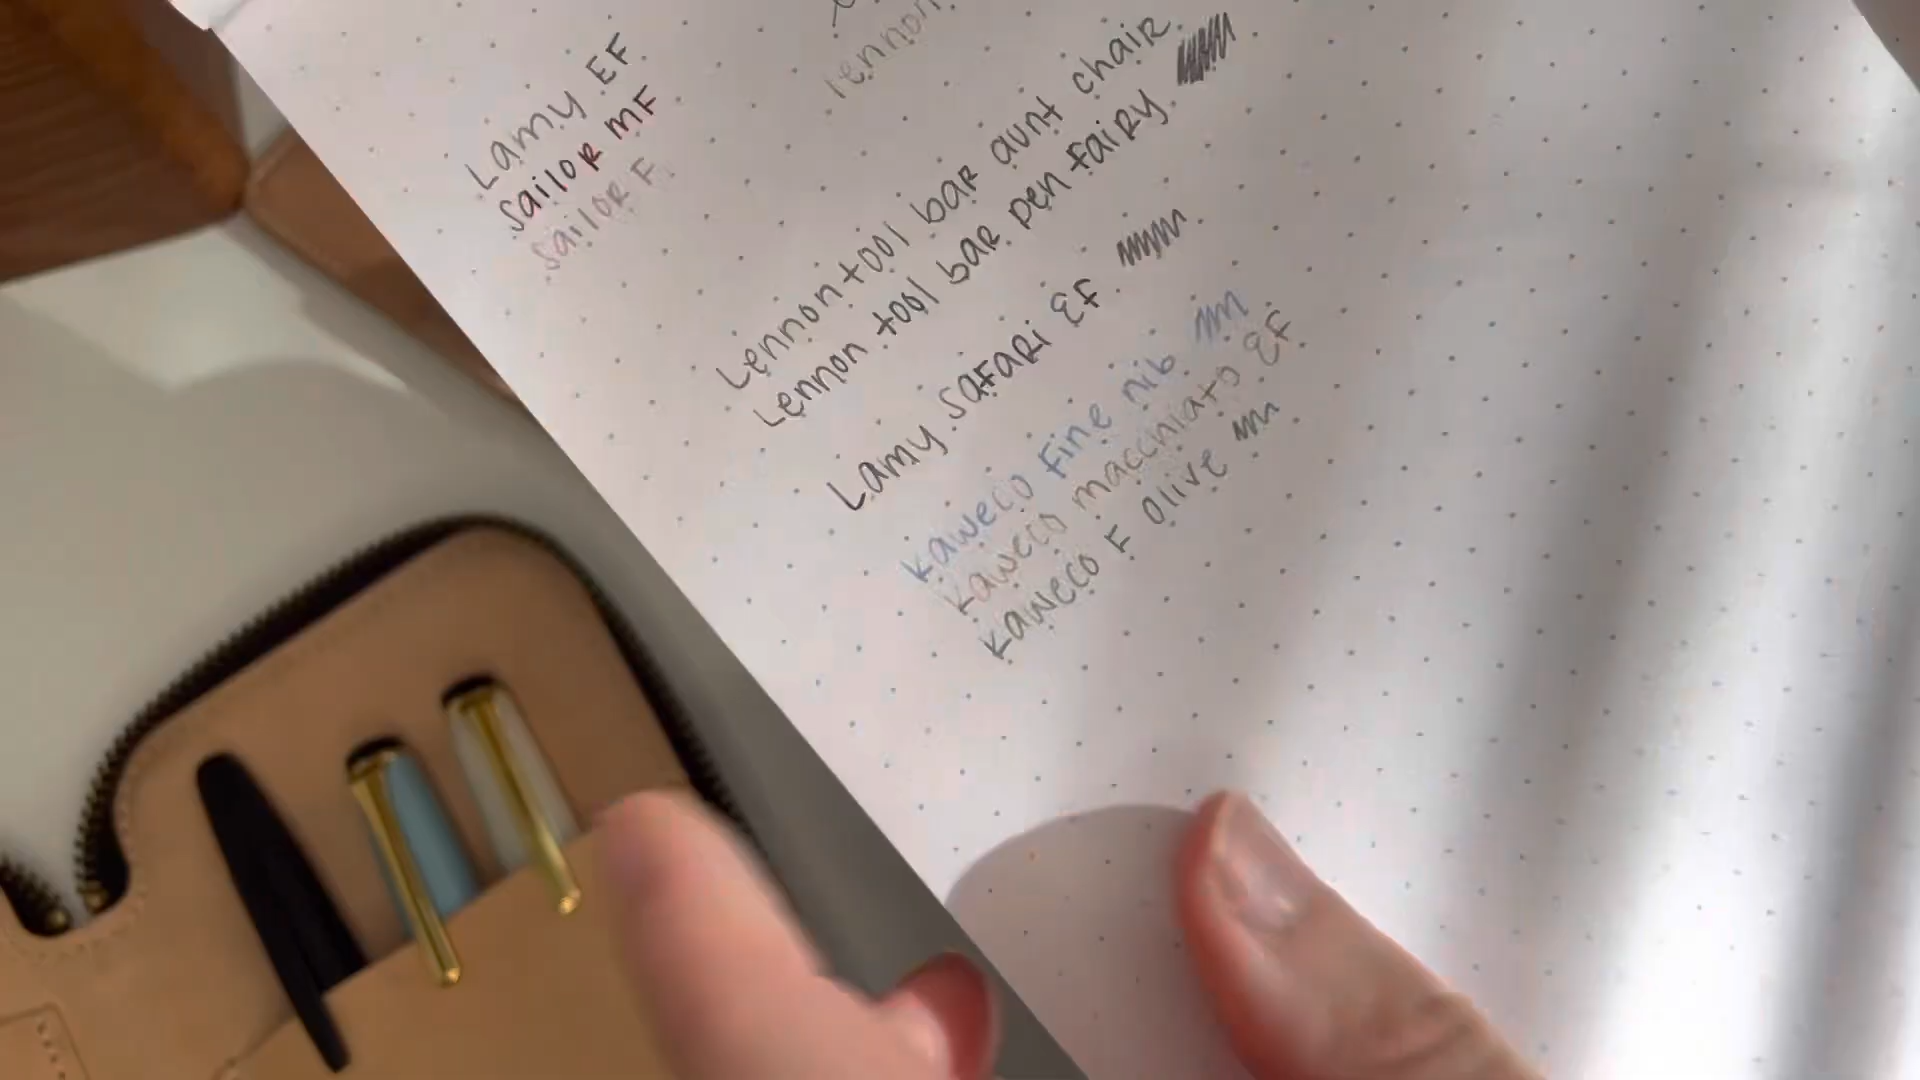 Lamy EF
Sailor MF
Sailor F
lennon
Lennon tool bar aunt chair
Lennon tool bar pen fairy
Lamy Safari EF
Kaweco Fine nib
Kaweco macchiato EF
Kaweco F Olive